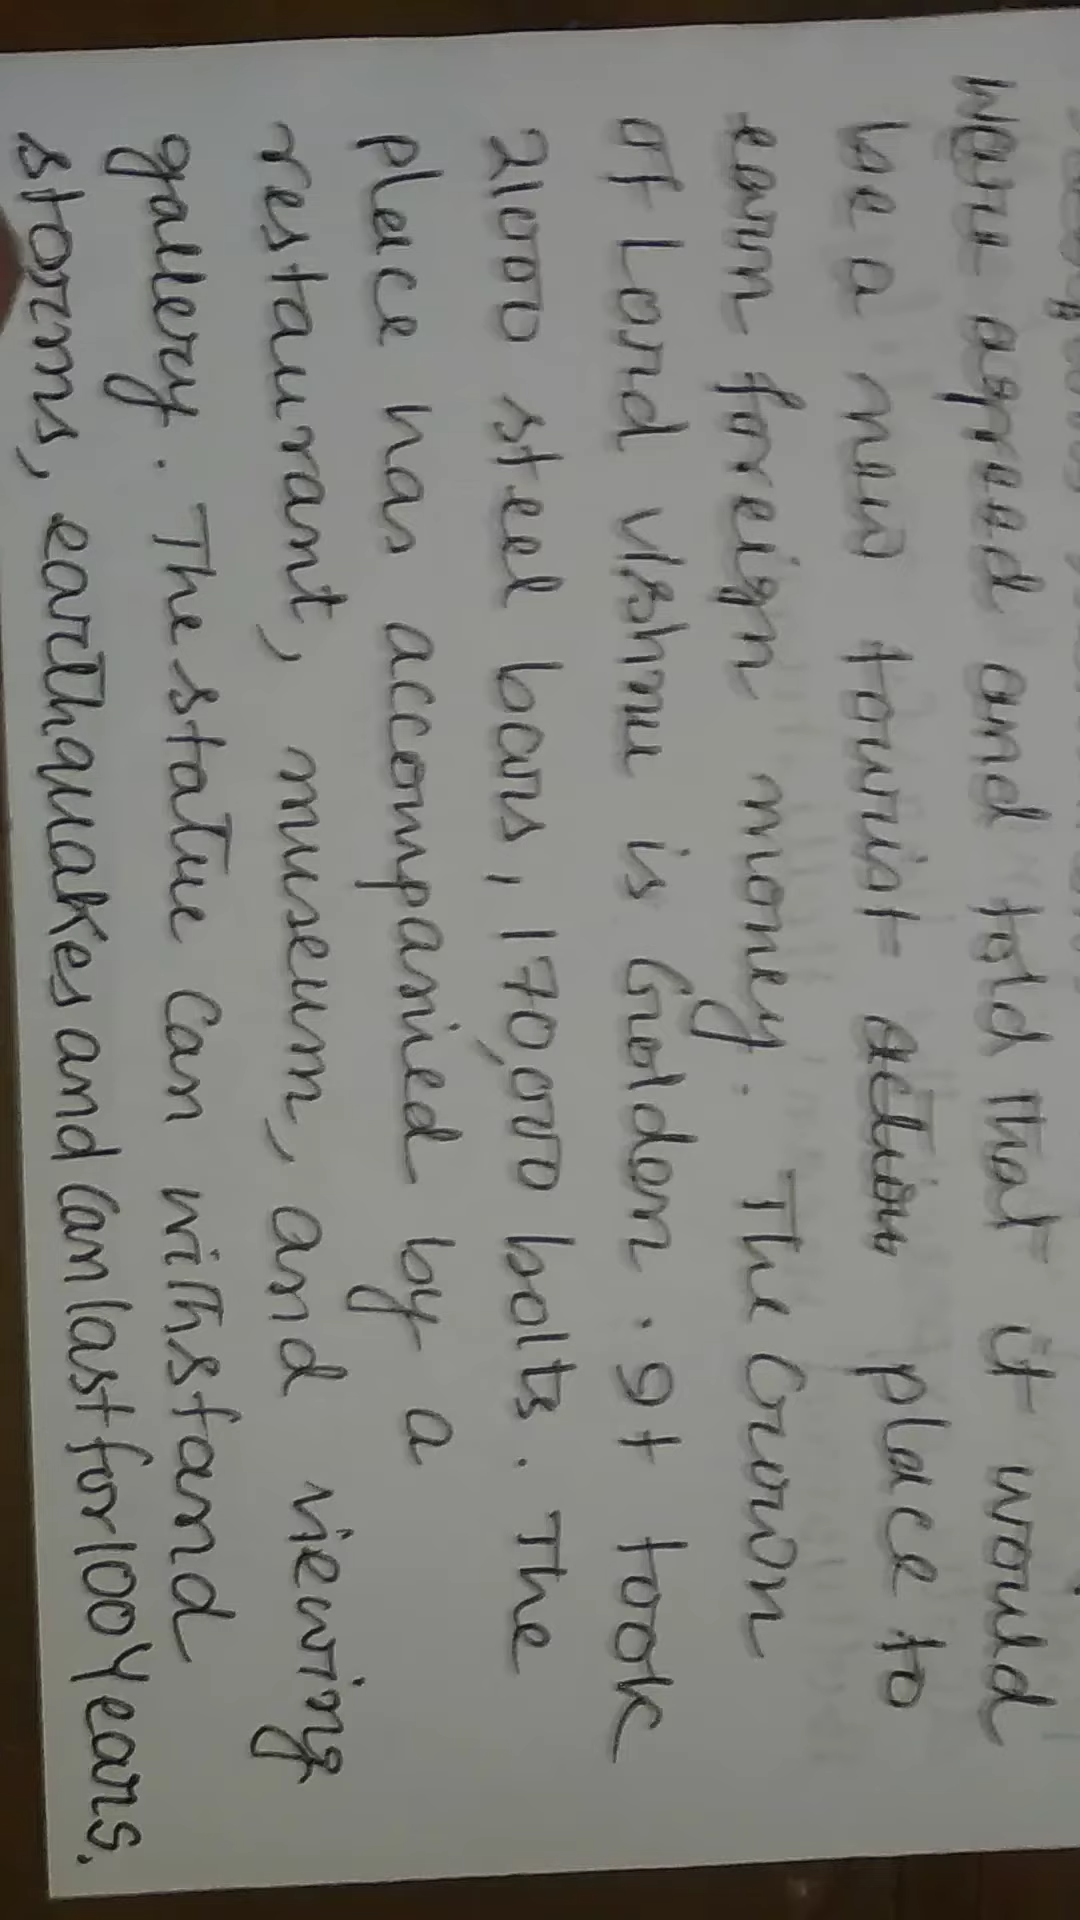 were agread and told that it would
be a new tourist action place to
earn foreign money. The Crown
of Lord Vishnu is Golden. It took
21000 steel bars, 170,000 bolts. The
place has accompanied by a
restaurant, museum, and viewing
gallery. The statue can withstand
storms, earthquakes and can last for 100 Years.